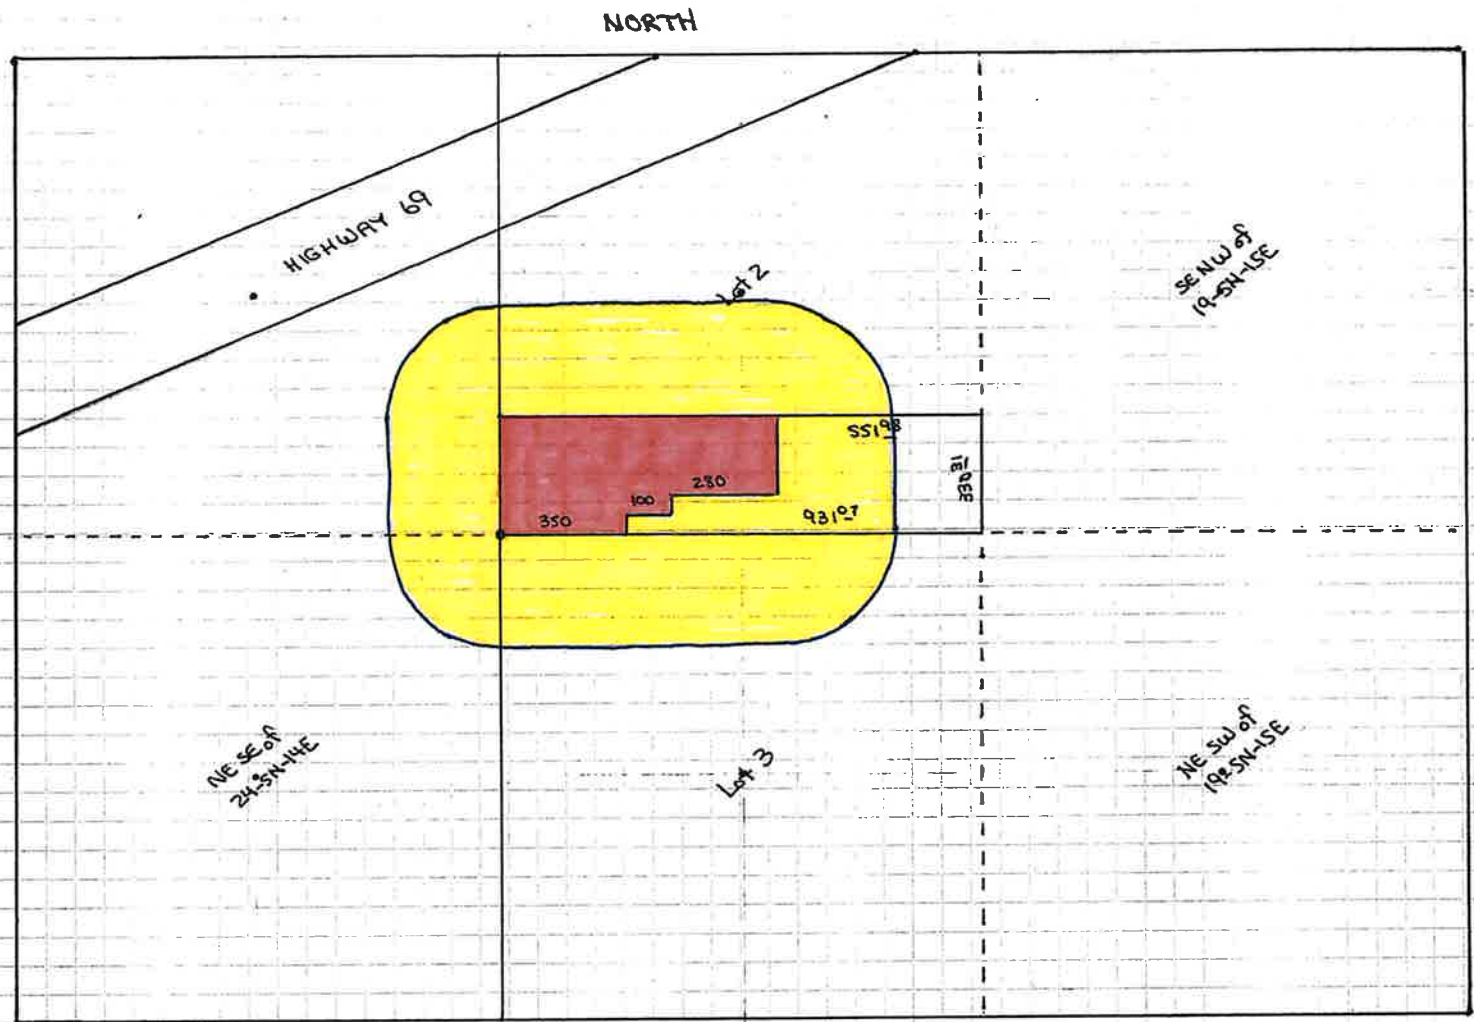 NORTH
HIGHWAY 69
Lot 2
SE NW of
19-5N-15E
551 98
330 31
280
100
350
931 07
NE SE of
24-5N-14E
Lot 3
NE SW of
19-5N-15E